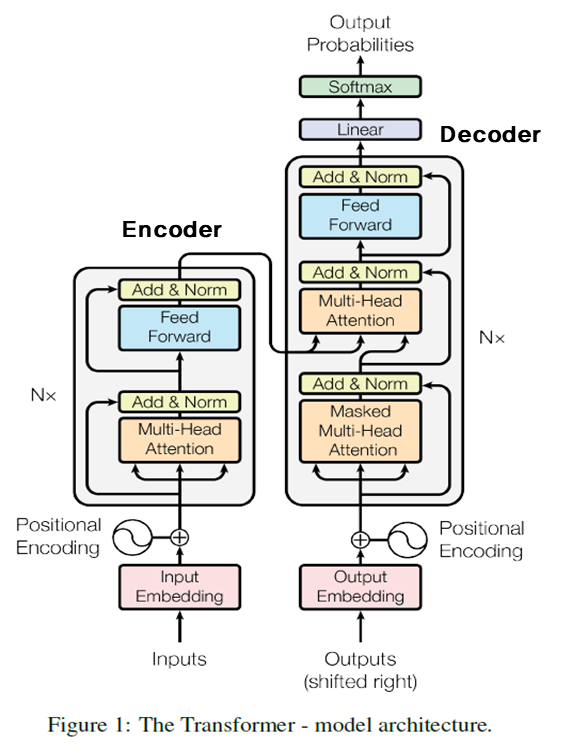 Output
Probabilities
Softmax
Linear
Decoder
Add & Norm
Feed
Forward
Add & Norm
Multi-Head
Attention
Nx
Add & Norm
Masked
Multi-Head
Attention
Encoder
Add & Norm
Feed
Forward
Nx
Add & Norm
Multi-Head
Attention
Positional
Encoding
Positional
Encoding
Input
Embedding
Output
Embedding
Inputs
Outputs
(shifted right)
Figure 1: The Transformer - model architecture.